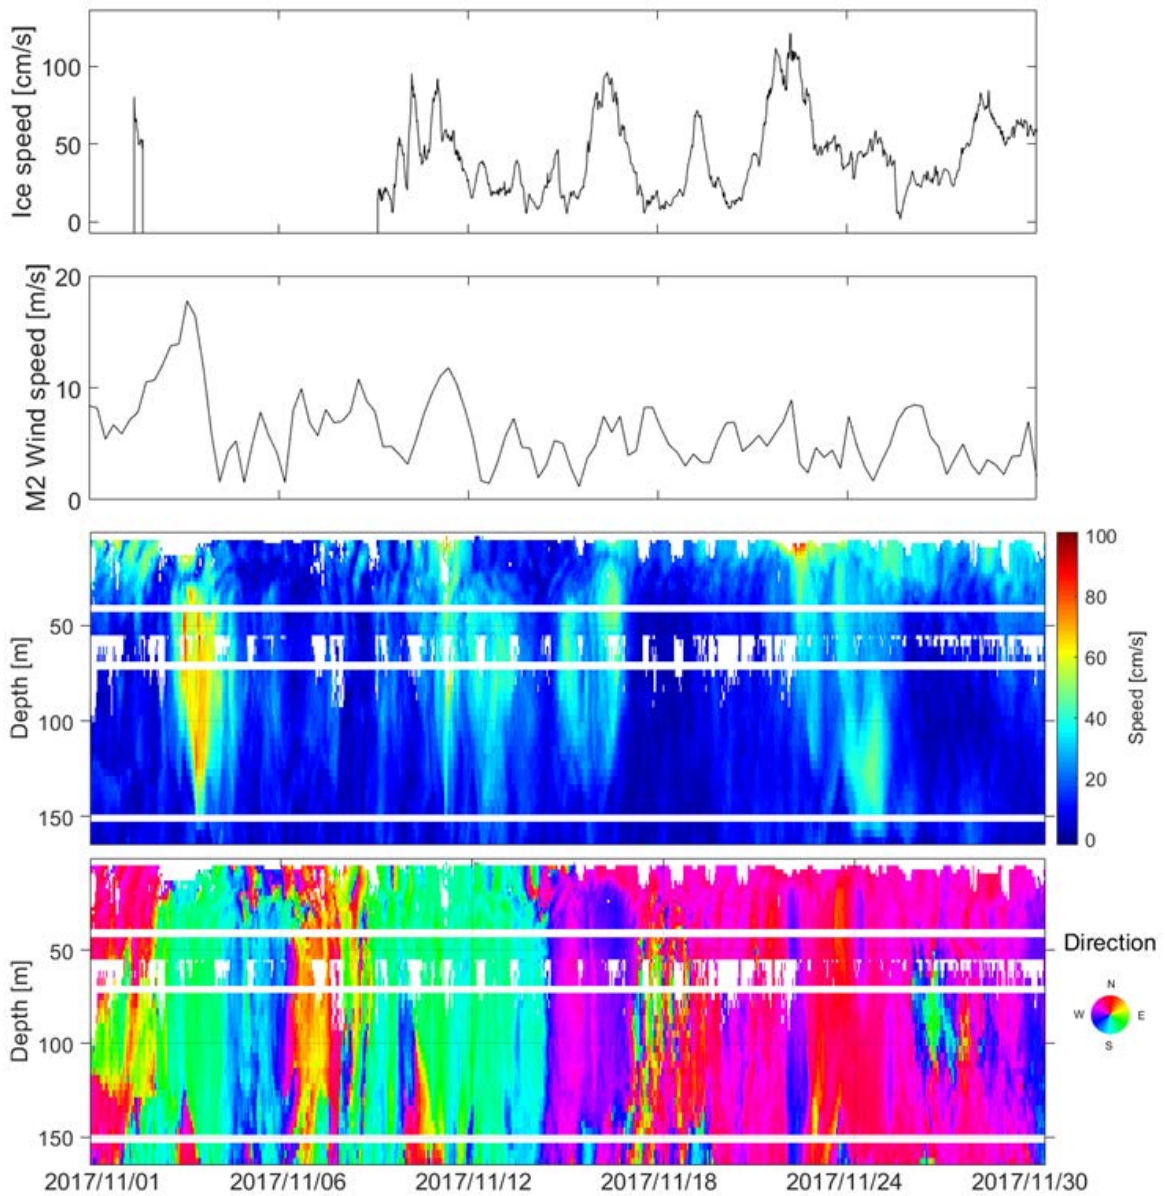 Ice speed [cm/s]
100
50
0
M2 Wind speed [m/s]
20
10
0
Depth [m]
50
100
150
100
80
60
40
20
0
Speed [cm/s]
Depth [m]
50
100
150
Direction
N
W E
S
2017/11/01 2017/11/06 2017/11/12 2017/11/18 2017/11/24 2017/11/30